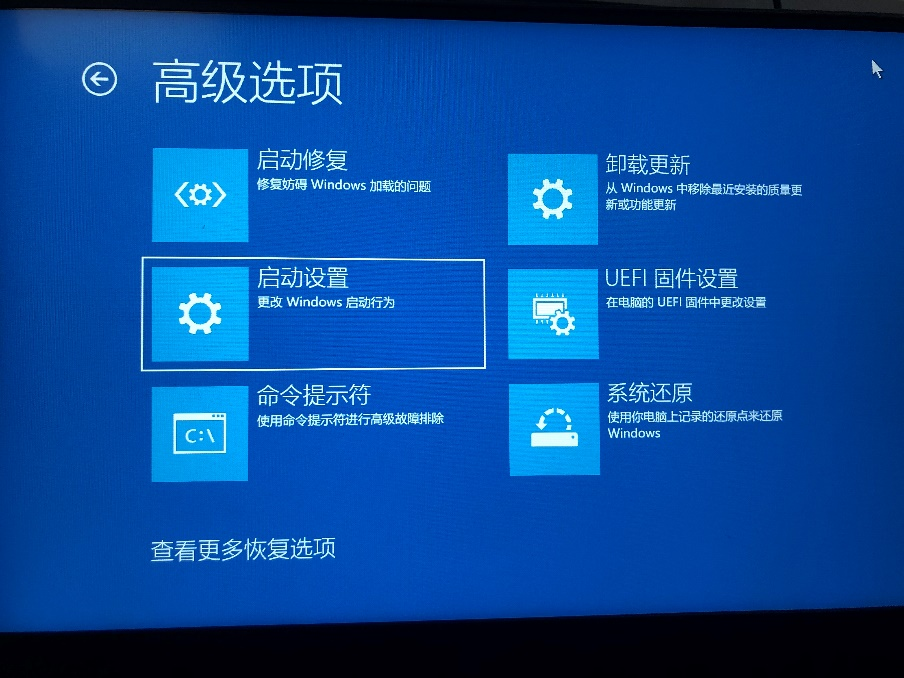 高级选项
启动修复
修复妨碍 Windows 加载的问题
卸载更新
从 Windows 中移除最近安装的质量更
新或功能更新
启动设置
更改 Windows 启动行为
UEFI 固件设置
在电脑的 UEFI 固件中更改设置
C:\
命令提示符
使用命令提示符进行高级故障排除
系统还原
使用你电脑上记录的还原点来还原
Windows
查看更多恢复选项